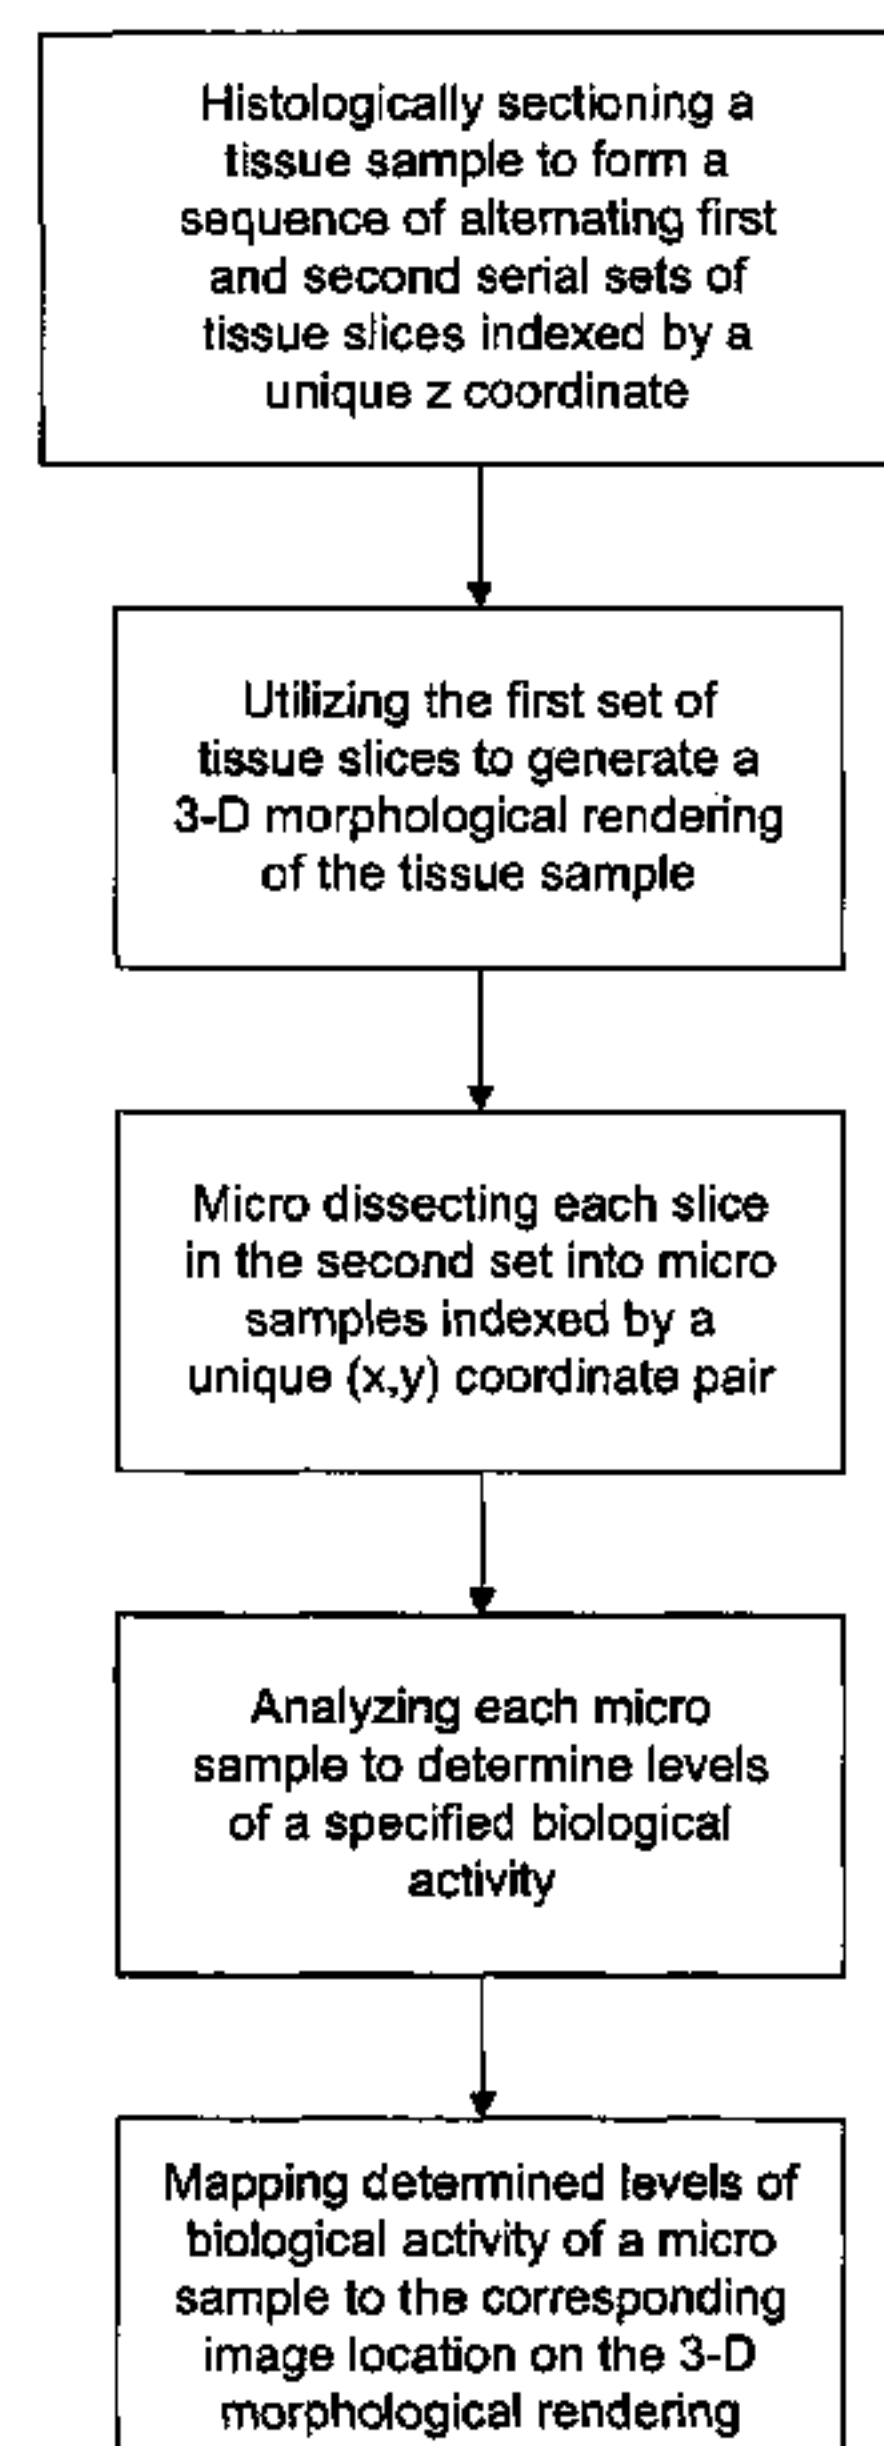 Histologically sectioning a
tissue sample to form a
sequence of alternating first
and second serial sets of
tissue slices indexed by a
unique z coordinate
Utilizing the first set of
tissue slices to generate a
3-D morphological rendering
of the tissue sample
Micro dissecting each slice
in the second set into micro
samples indexed by a
unique (x,y) coordinate pair
Analyzing each micro
sample to determine levels
of a specified biological
activity
Mapping determined levels of
biological activity of a micro
sample to the corresponding
image location on the 3-D
morphological rendering